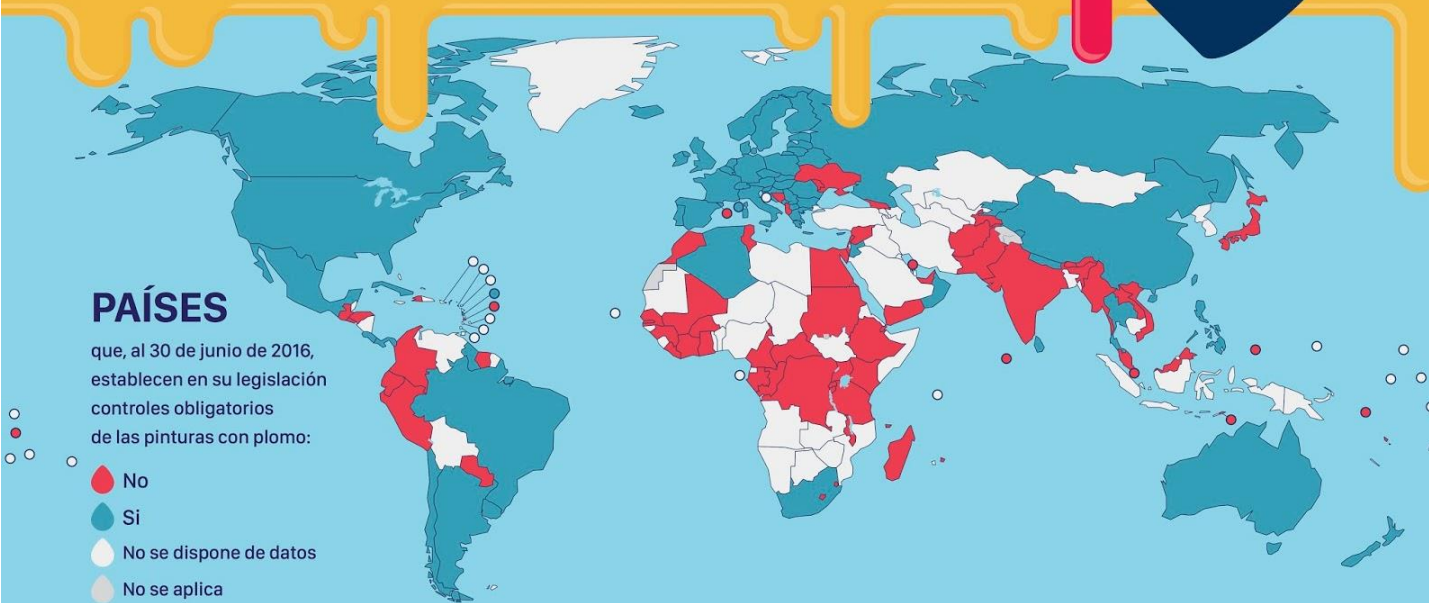 PAÍSES
que, al 30 de junio de 2016,
establecen en su legislación
controles obligatorios
de las pinturas con plomo:
No
Si
No se dispone de datos
No se aplica